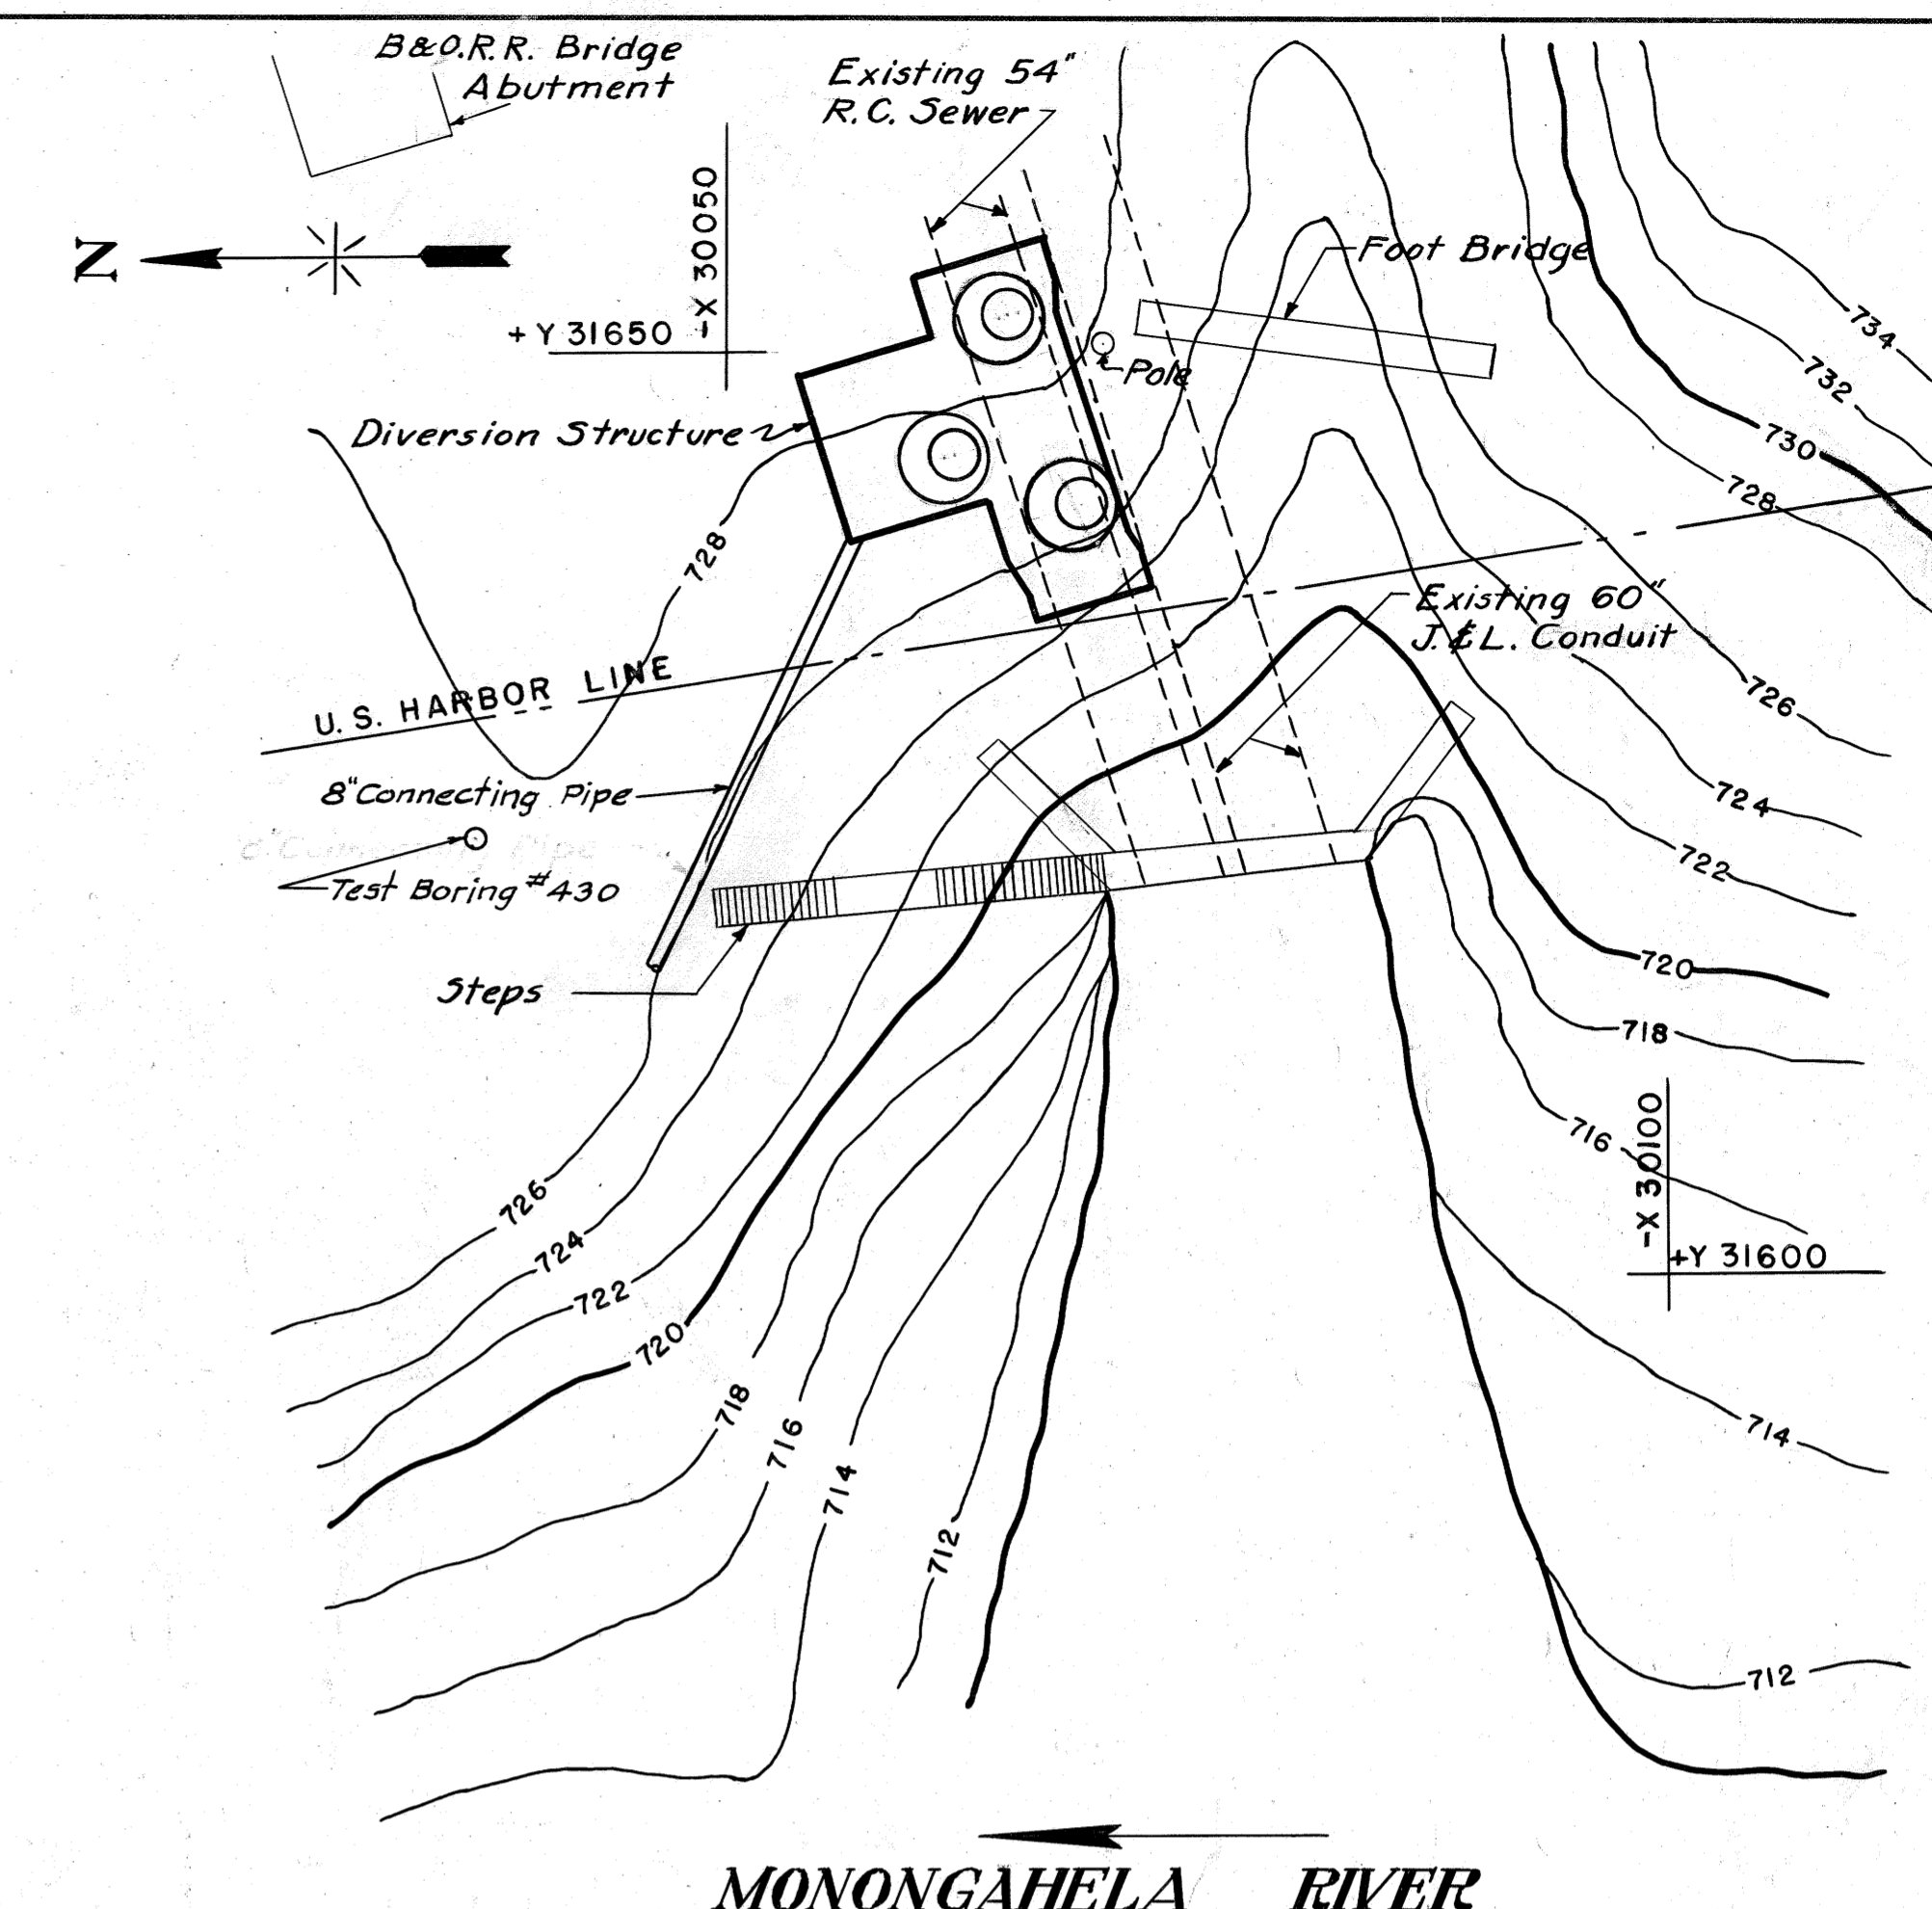 B&O.R.R. Bridge
Abutment
Existing 54"
R.C. Sewer
N
-X 30050
+Y 31650
Foot Bridge
Pole
Diversion Structure
734
732
730
728
728
Existing 60"
J.&L. Conduit
U.S. HARBOR LINE
726
8" Connecting Pipe
724
Test Boring #430
722
Steps
720
718
716
-X 30100
+Y 31600
726
724
722
720
718
716
714
714
712
712
MONONGAHELA RIVER